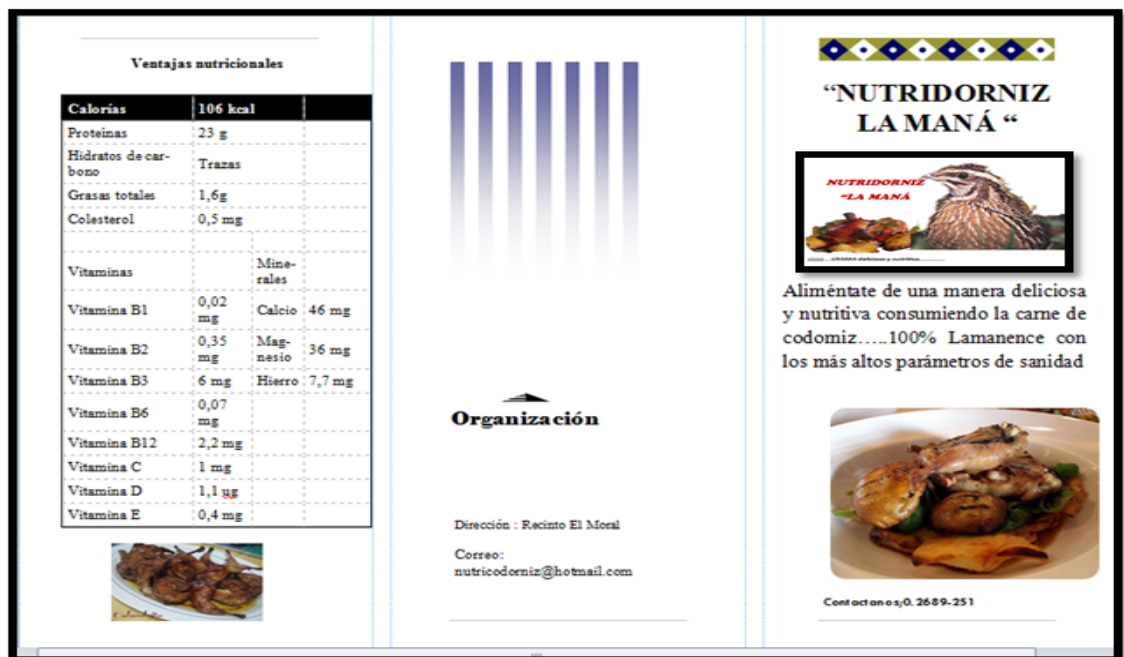 Ventajas nutricionales
Calorías 106 kcal
Proteínas 23 g
Hidratos de car-
bono Trazas
Grasas totales 1,6g
Colesterol 0,5 mg
Vitaminas Mine-
rales
Vitamina B1 0,02
mg Calcio 46 mg
Vitamina B2 0,35
mg Mag-
nesio 36 mg
Vitamina B3 6 mg Hierro 7,7 mg
Vitamina B6 0,07
mg
Vitamina B12 2,2 mg
Vitamina C 1 mg
Vitamina D 1,1 ug
Vitamina E 0,4 mg
Organización
Dirección : Recinto El Moral
Correo:
nutricodorniz@hotmail.com
“NUTRIDORNIZ
LA MANÁ “
NUTRIDORNIZ
“LA MANÁ
deliciosa y nutritiva
Aliméntate de una manera deliciosa
y nutritiva consumiendo la carne de
codorniz.....100% Lamanence con
los más altos parámetros de sanidad
Contactanos;0. 2689-251